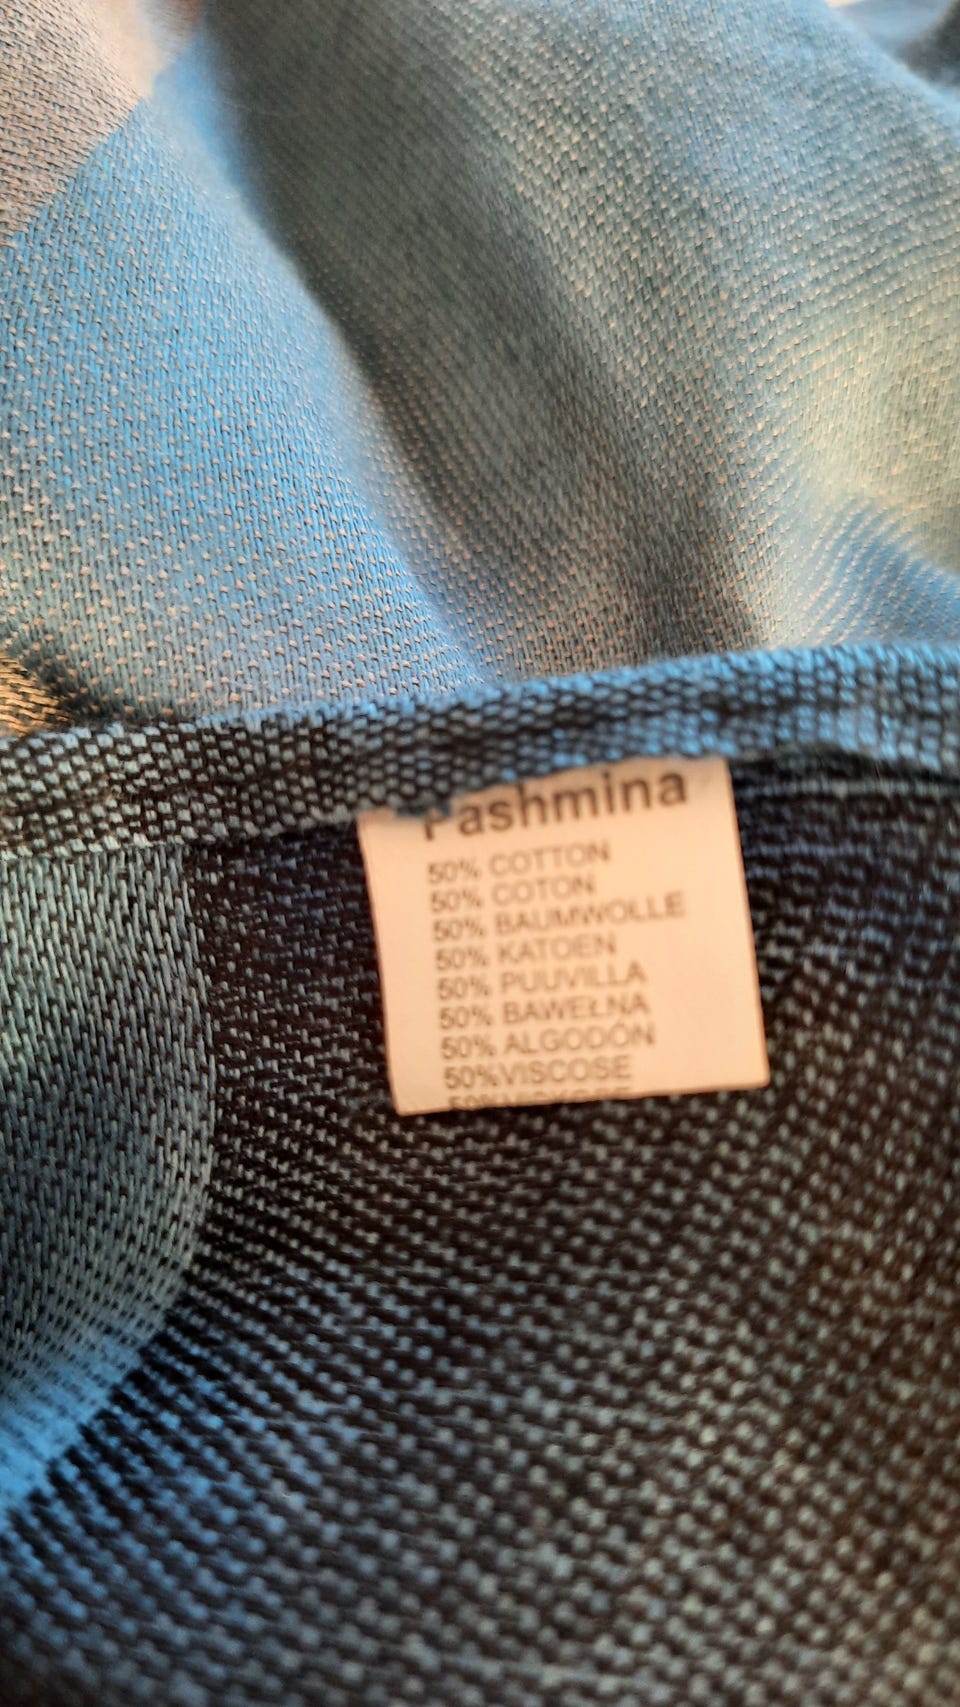 Pashmina
50% COTTON
50% COTON
50% BAUMWOLLE
50% KATOEN
50% PUUVILLA
50% BAWEŁNA
50% ALGODÓN
50%VISCOSE